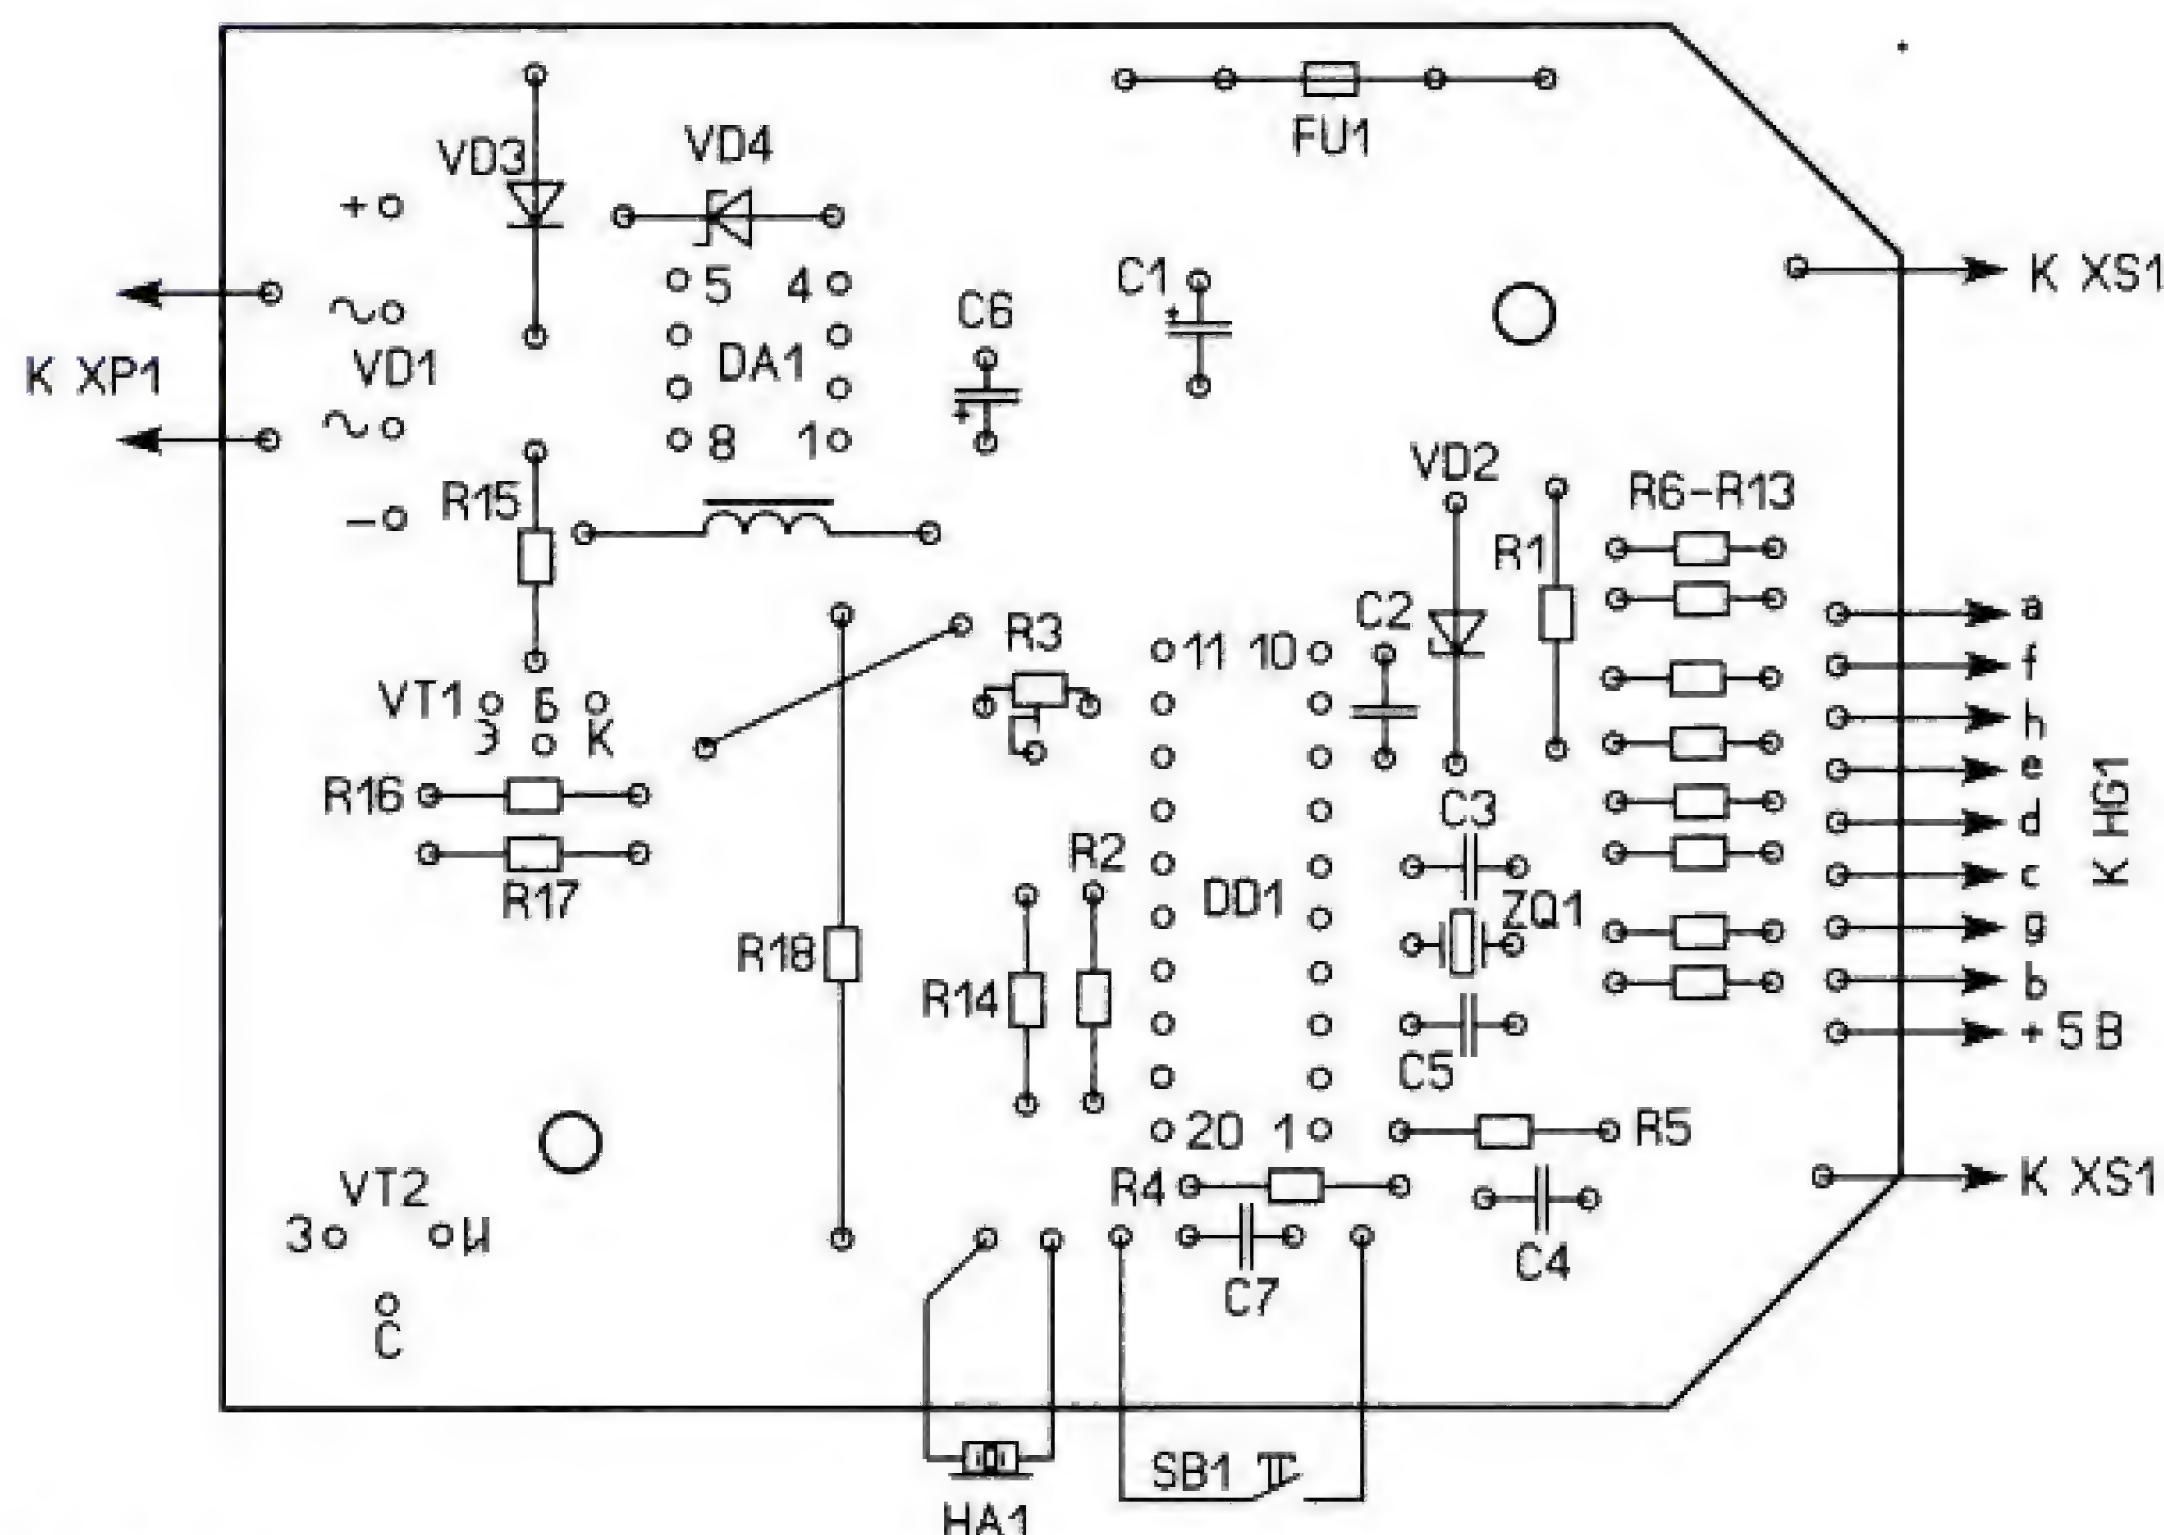 FU1
VD3
VD4
+
5 4
К XS1
C1
C6
~
VD1
DA1
К XP1
~
8 1
VD2
R15
−
R6–R13
R1
C2
a
R3
11 10
f
VT1
Б
h
Э К
e
R16
C3
К HG1
d
R2
c
R17
DD1
ZQ1
g
R18
b
R14
+5В
C5
20 1
R5
R4
VT2
К XS1
З И
C4
C7
С
SB1
HA1